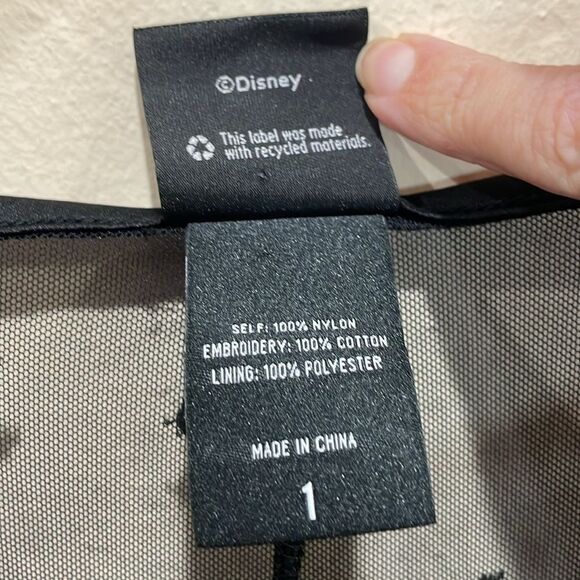 ©Disney
This label was made
with recycled materials.
SELF: 100% NYLON
EMBROIDERY: 100% COTTON
LINING: 100% POLYESTER
MADE IN CHINA
1